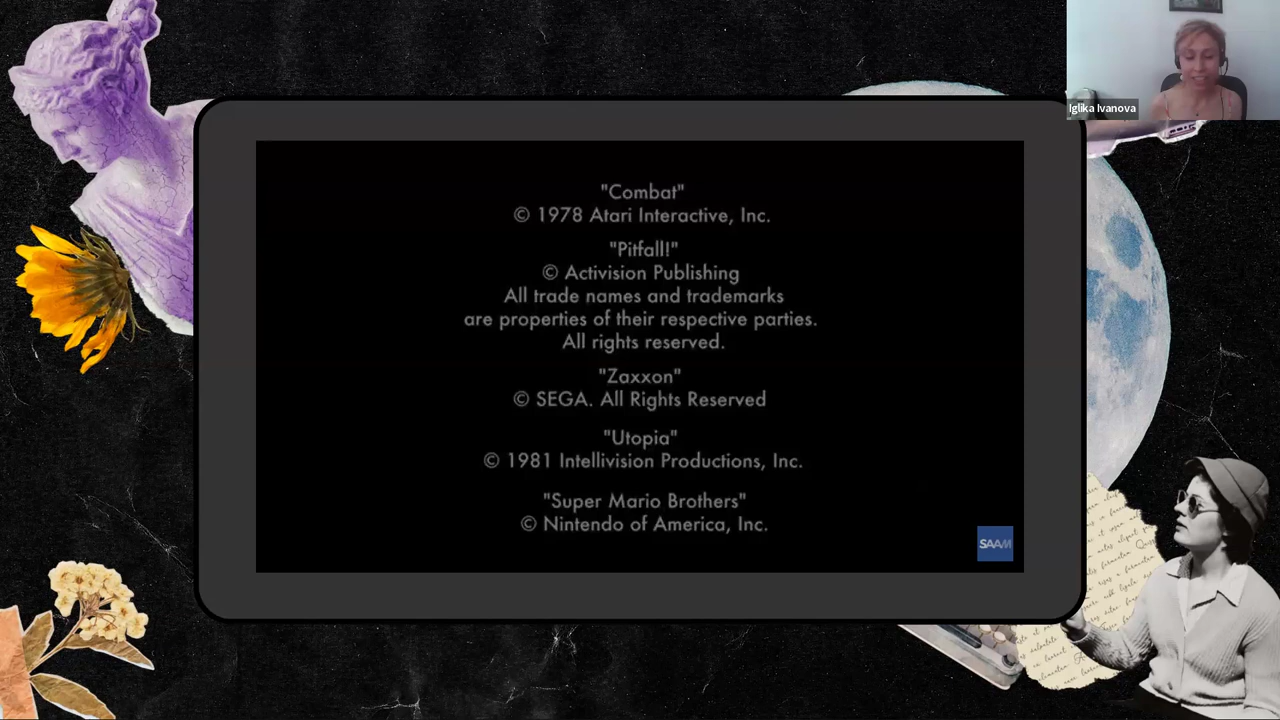 Iglika Ivanova
"Combat"
© 1978 Atari Interactive, Inc.
"Pitfall!"
© Activision Publishing
All trade names and trademarks
are properties of their respective parties.
All rights reserved.
"Zaxxon"
© SEGA. All Rights Reserved
"Utopia"
© 1981 Intellivision Productions, Inc.
"Super Mario Brothers"
© Nintendo of America, Inc.
SAAM